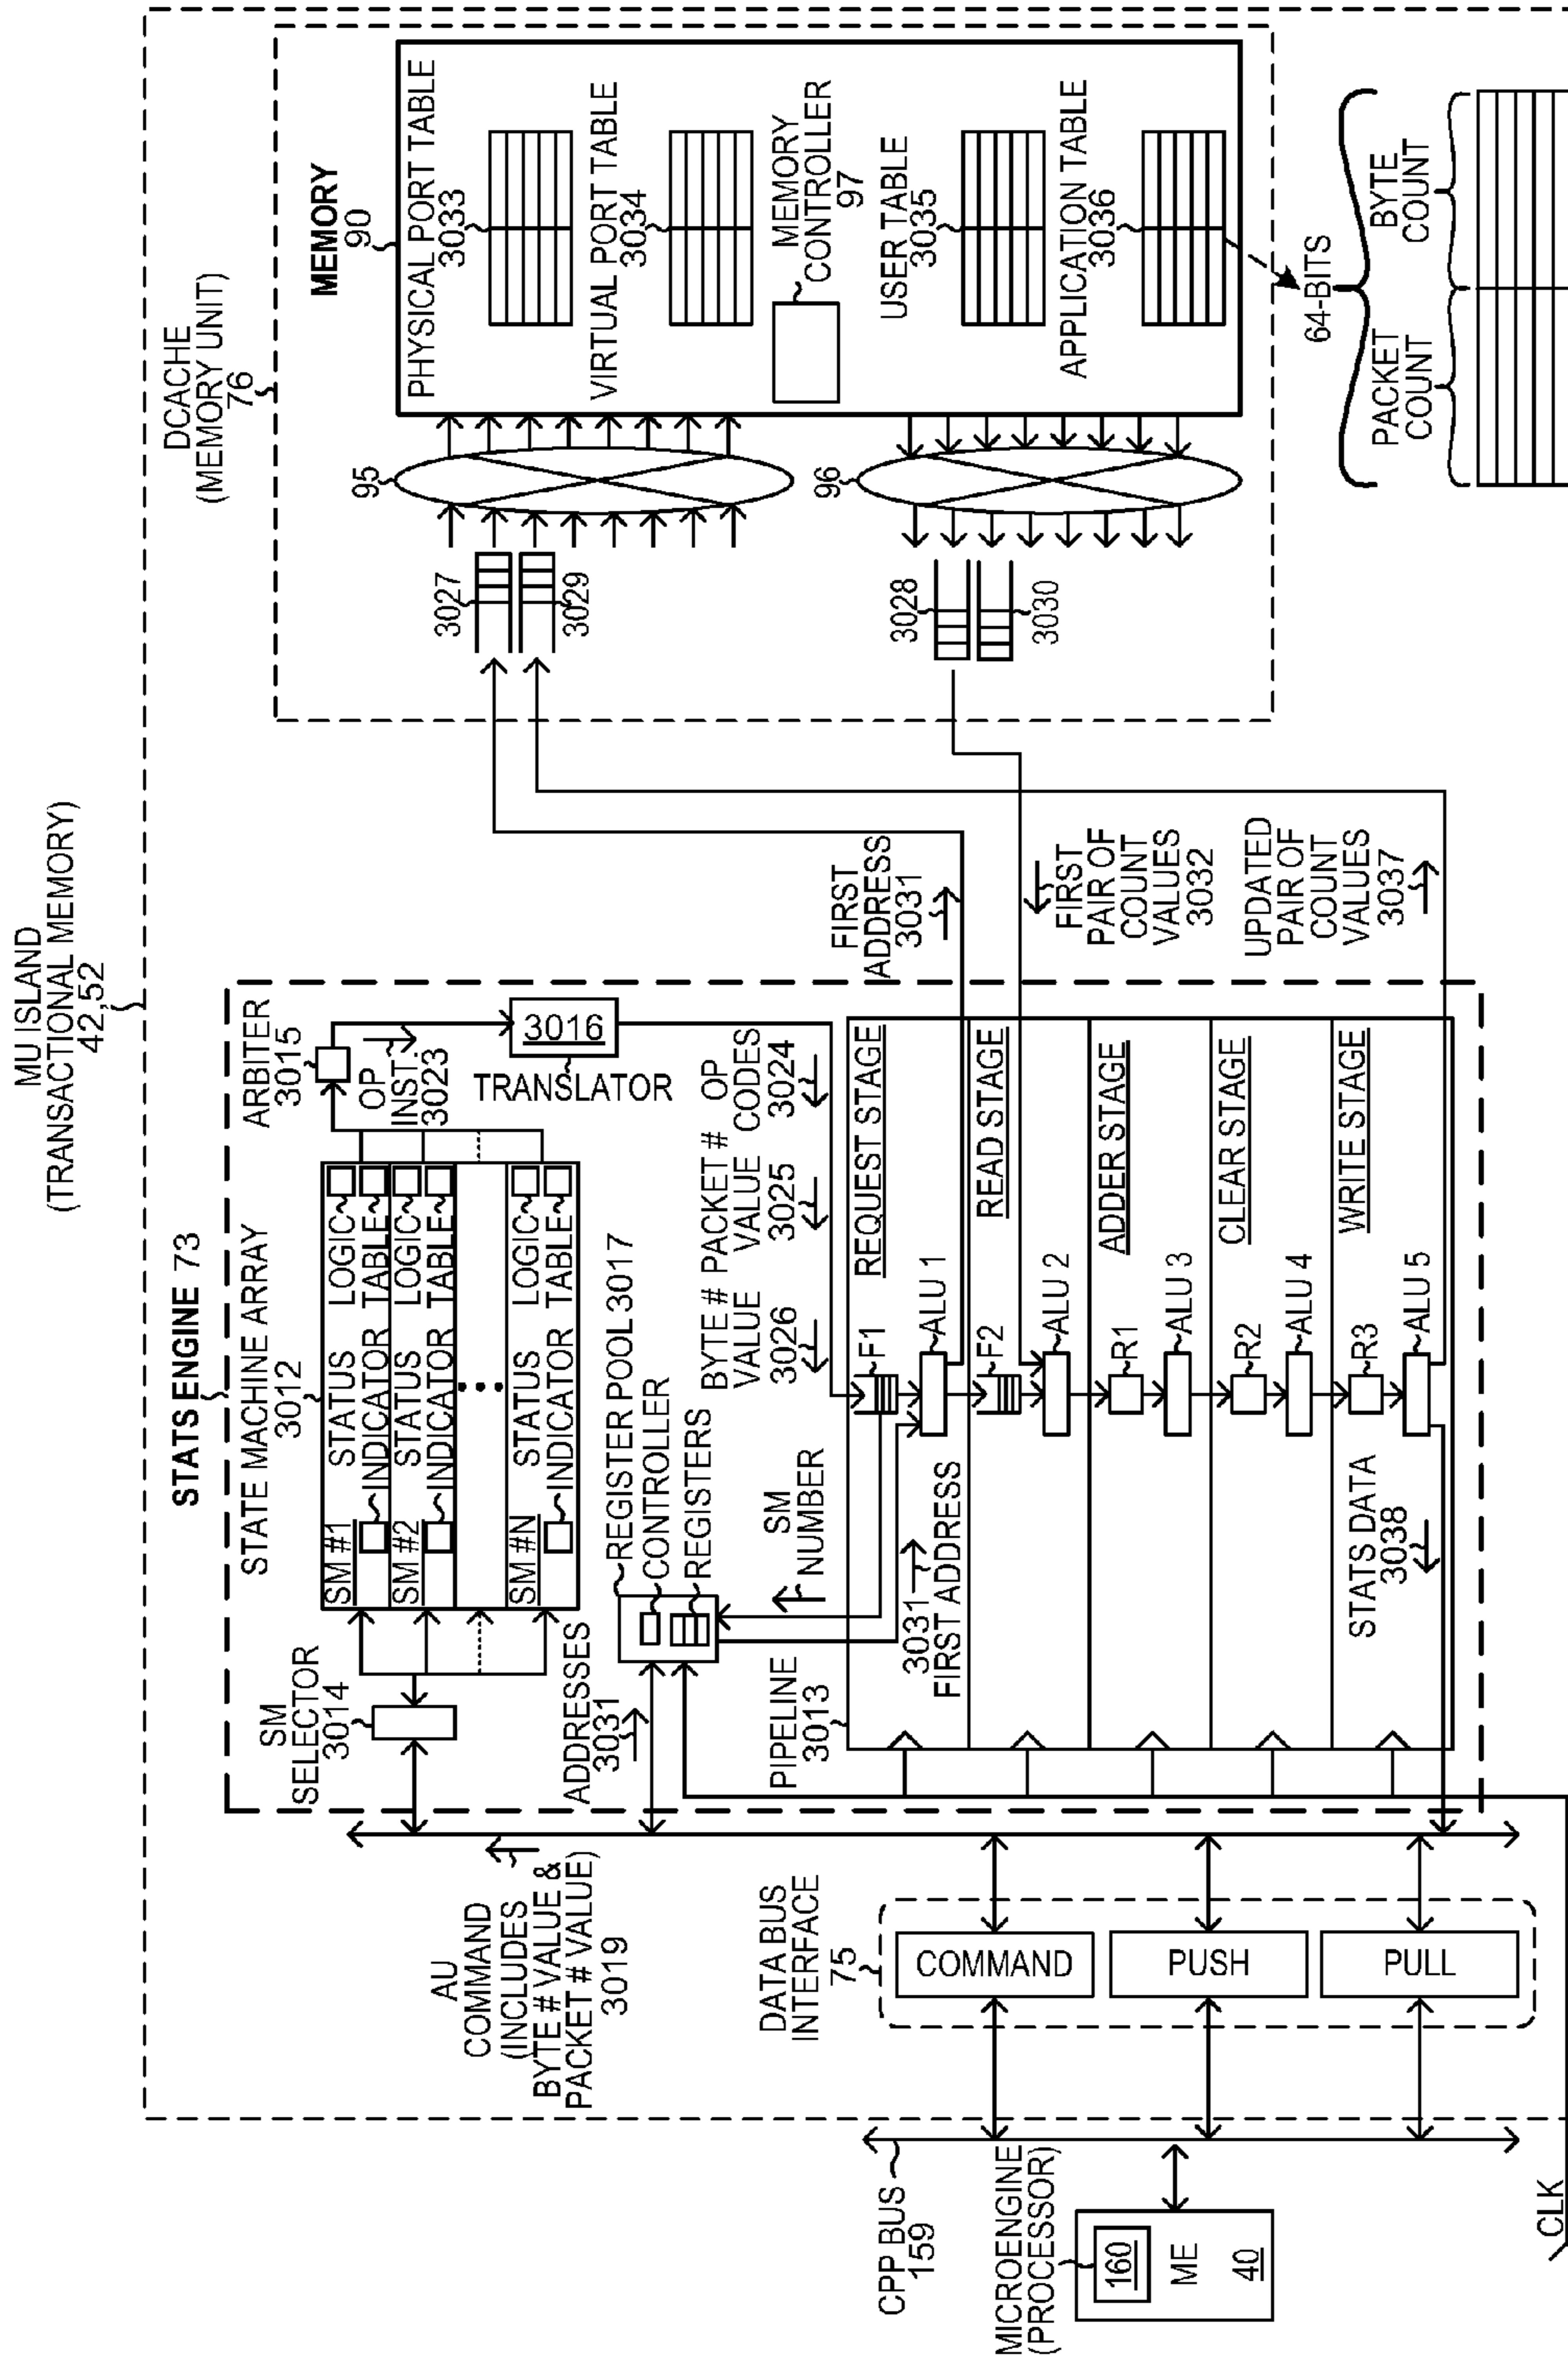 MU ISLAND
(TRANSACTIONAL MEMORY)
42,52
STATS ENGINE 73
STATE MACHINE ARRAY
3012
SM
SELECTOR
3014
SM #1
STATUS
INDICATOR
LOGIC
TABLE
SM #2
STATUS
INDICATOR
LOGIC
TABLE
SM #N
STATUS
INDICATOR
LOGIC
TABLE
ARBITER
3015
OP
INST.
3023
3016
TRANSLATOR
ADDRESSES
3031
REGISTER POOL 3017
CONTROLLER
REGISTERS
SM
NUMBER
BYTE #
VALUE
3026
PACKET #
VALUE
3025
OP
CODES
3024
PIPELINE
3013
3031
FIRST ADDRESS
F1
ALU 1
REQUEST STAGE
F2
ALU 2
READ STAGE
R1
ALU 3
ADDER STAGE
R2
ALU 4
CLEAR STAGE
R3
ALU 5
WRITE STAGE
STATS DATA
3038
AU
COMMAND
(INCLUDES
BYTE # VALUE &
PACKET # VALUE)
3019
DATA BUS
INTERFACE
75
COMMAND
PUSH
PULL
CPP BUS
159
MICROENGINE
(PROCESSOR)
160
ME
40
CLK
FIRST
ADDRESS
3031
FIRST
PAIR OF
COUNT
VALUES
3032
UPDATED
PAIR OF
COUNT
VALUES
3037
DCACHE
(MEMORY UNIT)
76
3027
3029
3028
3030
95
96
MEMORY
90
PHYSICAL PORT TABLE
3033
VIRTUAL PORT TABLE
3034
MEMORY
CONTROLLER
97
USER TABLE
3035
APPLICATION TABLE
3036
64-BITS
PACKET
COUNT
BYTE
COUNT